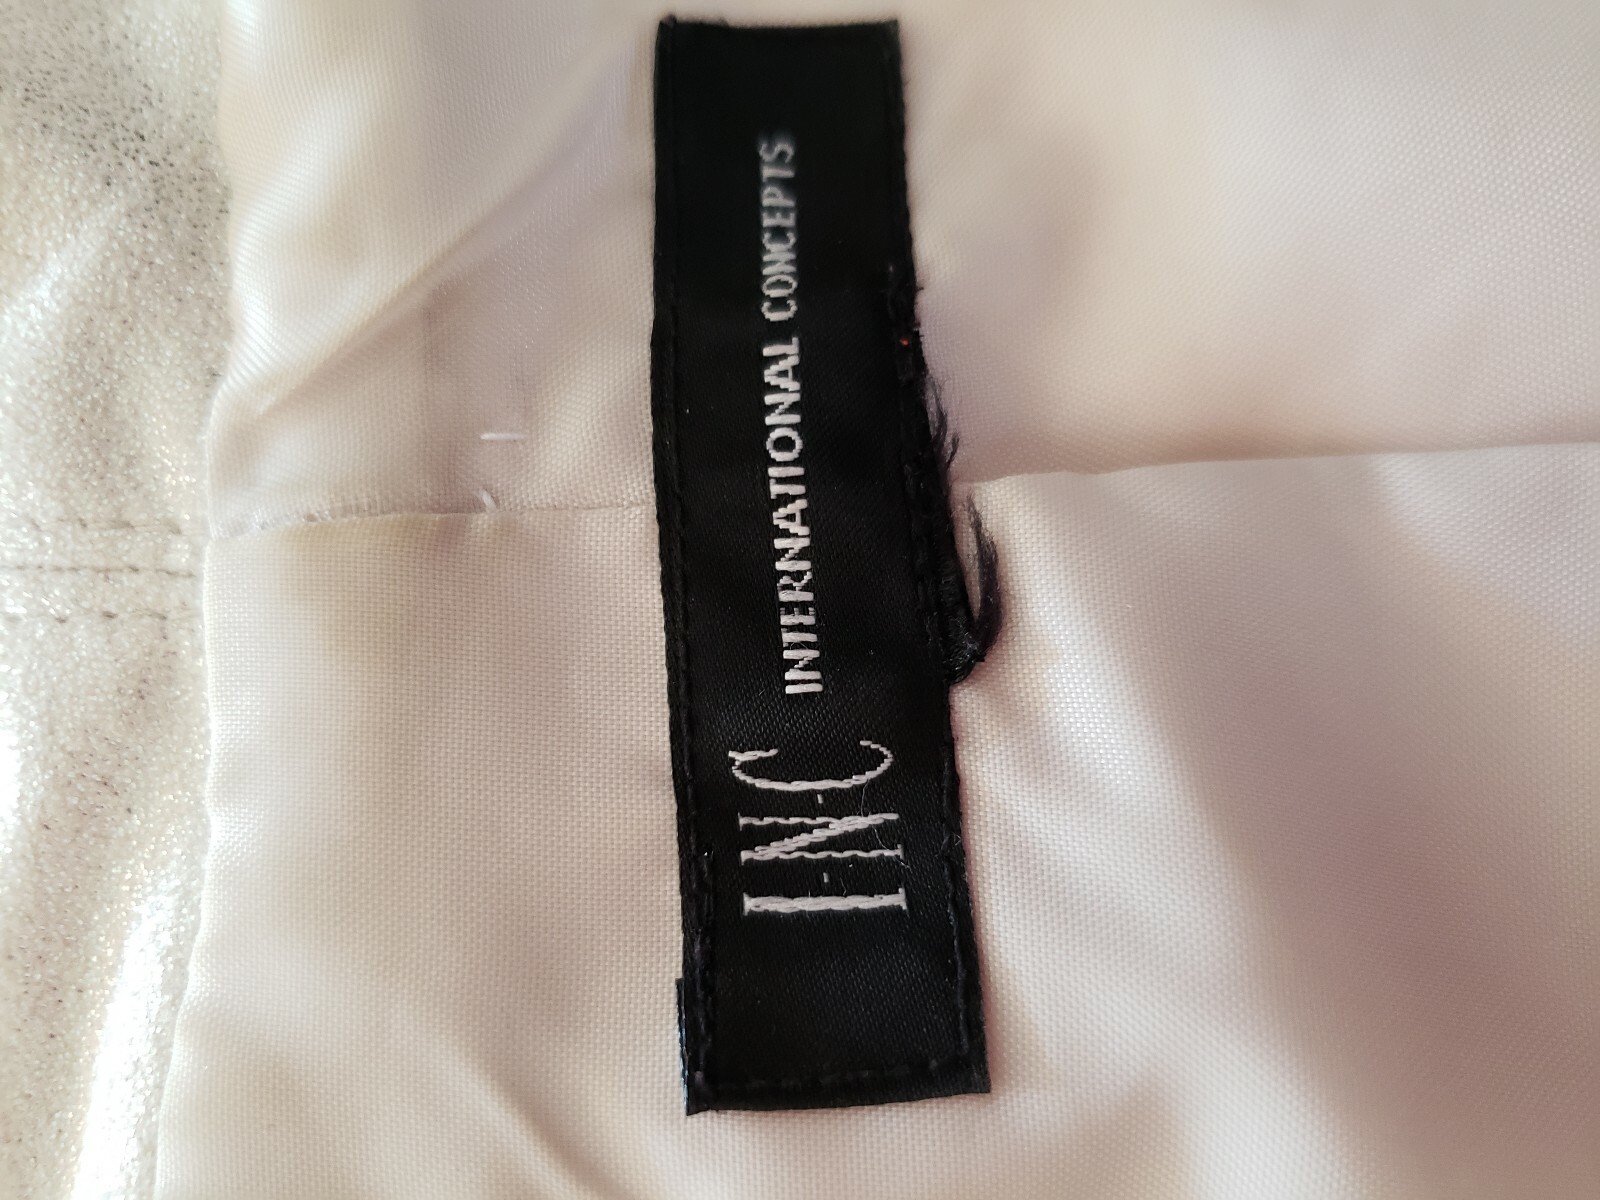 I-N-C INTERNATIONAL CONCEPTS